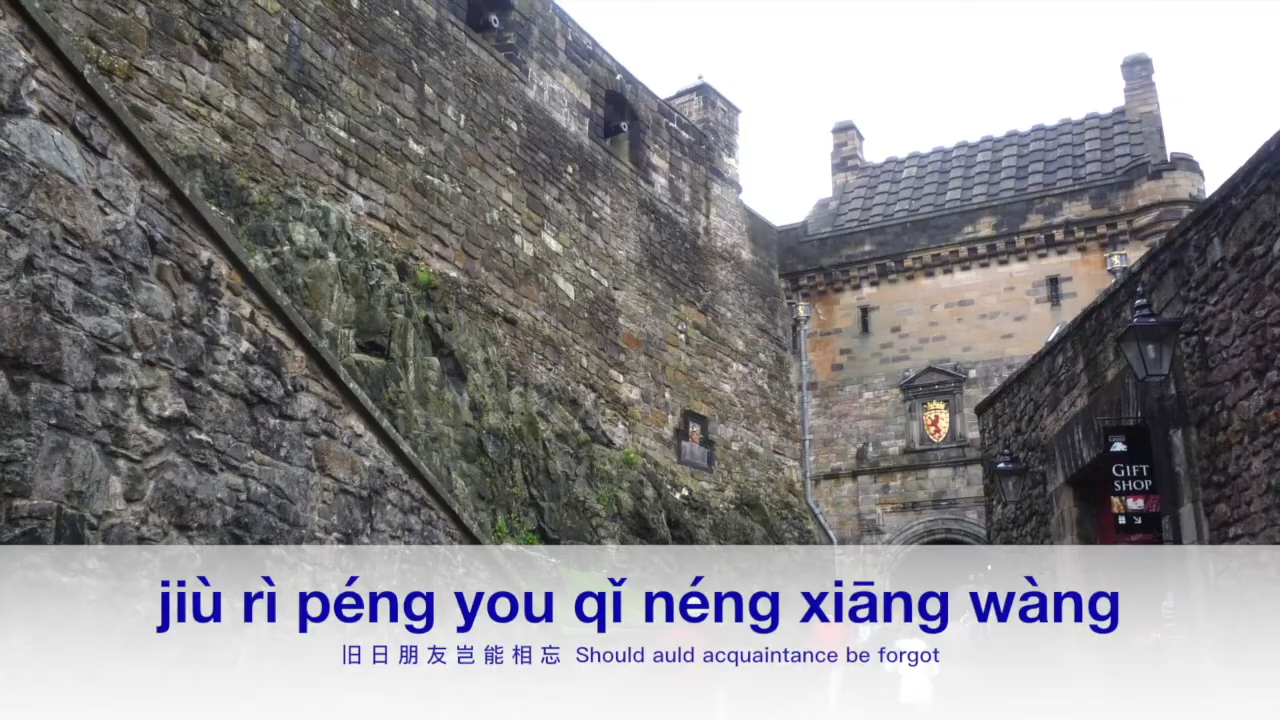 GIFT
SHOP
jiù rì péng you qǐ néng xiāng wàng
旧日朋友岂能相忘 Should auld acquaintance be forgot